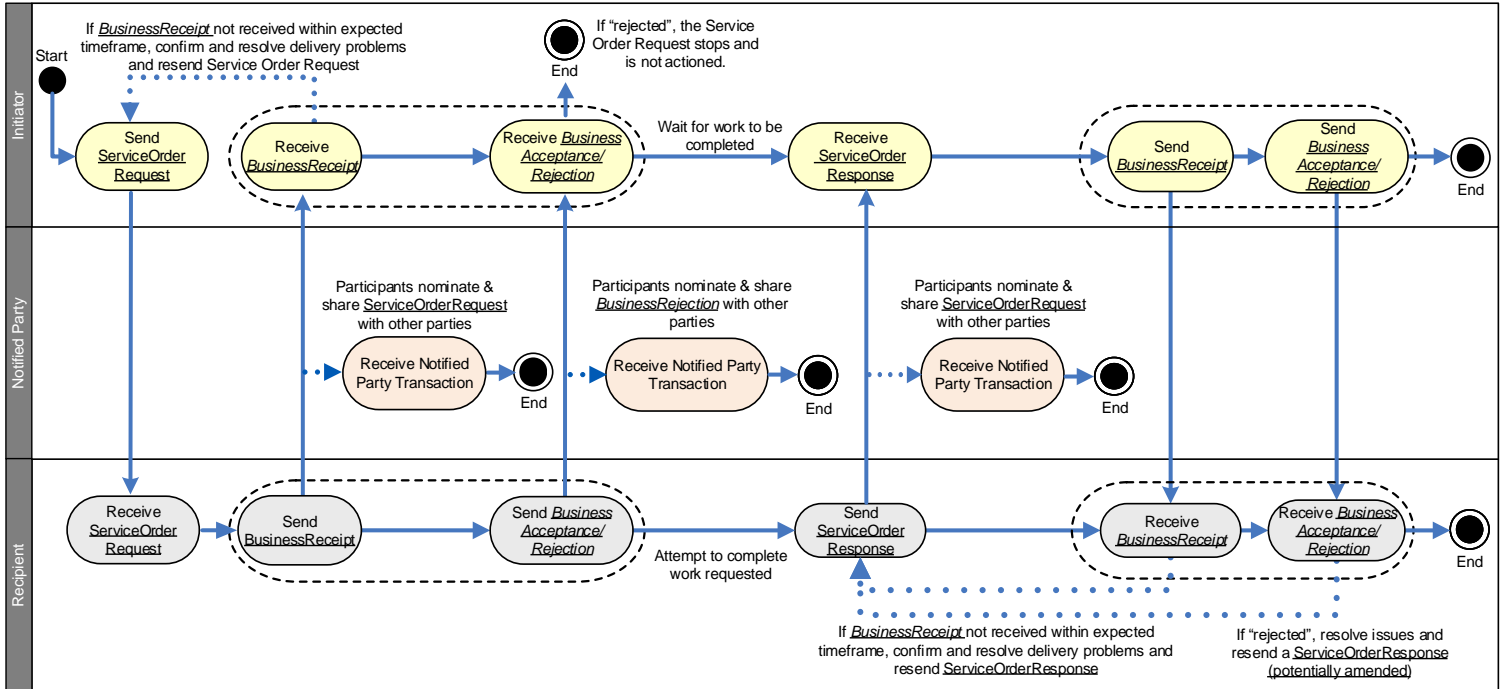 Initiator
Start
If BusinessReceipt not received within expected
timeframe, confirm and resolve delivery problems
and resend Service Order Request
End
If “rejected”, the Service
Order Request stops and
is not actioned.
Send
ServiceOrder
Request
Receive
BusinessReceipt
Receive Business
Acceptance/
Rejection
Wait for work to be
completed
Receive
ServiceOrder
Response
Send
BusinessReceipt
Send
Business
Acceptance/
Rejection
End
Notified Party
Participants nominate &
share ServiceOrderRequest
with other parties
Receive Notified
Party Transaction
End
Participants nominate & share
BusinessRejection with other
parties
Receive Notified Party
Transaction
End
Participants nominate &
share ServiceOrderRequest
with other parties
Receive Notified
Party Transaction
End
Recipient
Receive
ServiceOrder
Request
Send
BusinessReceipt
Send Business
Acceptance/
Rejection
Attempt to complete
work requested
Send
ServiceOrder
Response
Receive
BusinessReceipt
Receive Business
Acceptance/
Rejection
End
If BusinessReceipt not received within expected
timeframe, confirm and resolve delivery problems and
resend ServiceOrderResponse
If “rejected”, resolve issues and
resend a ServiceOrderResponse
(potentially amended)